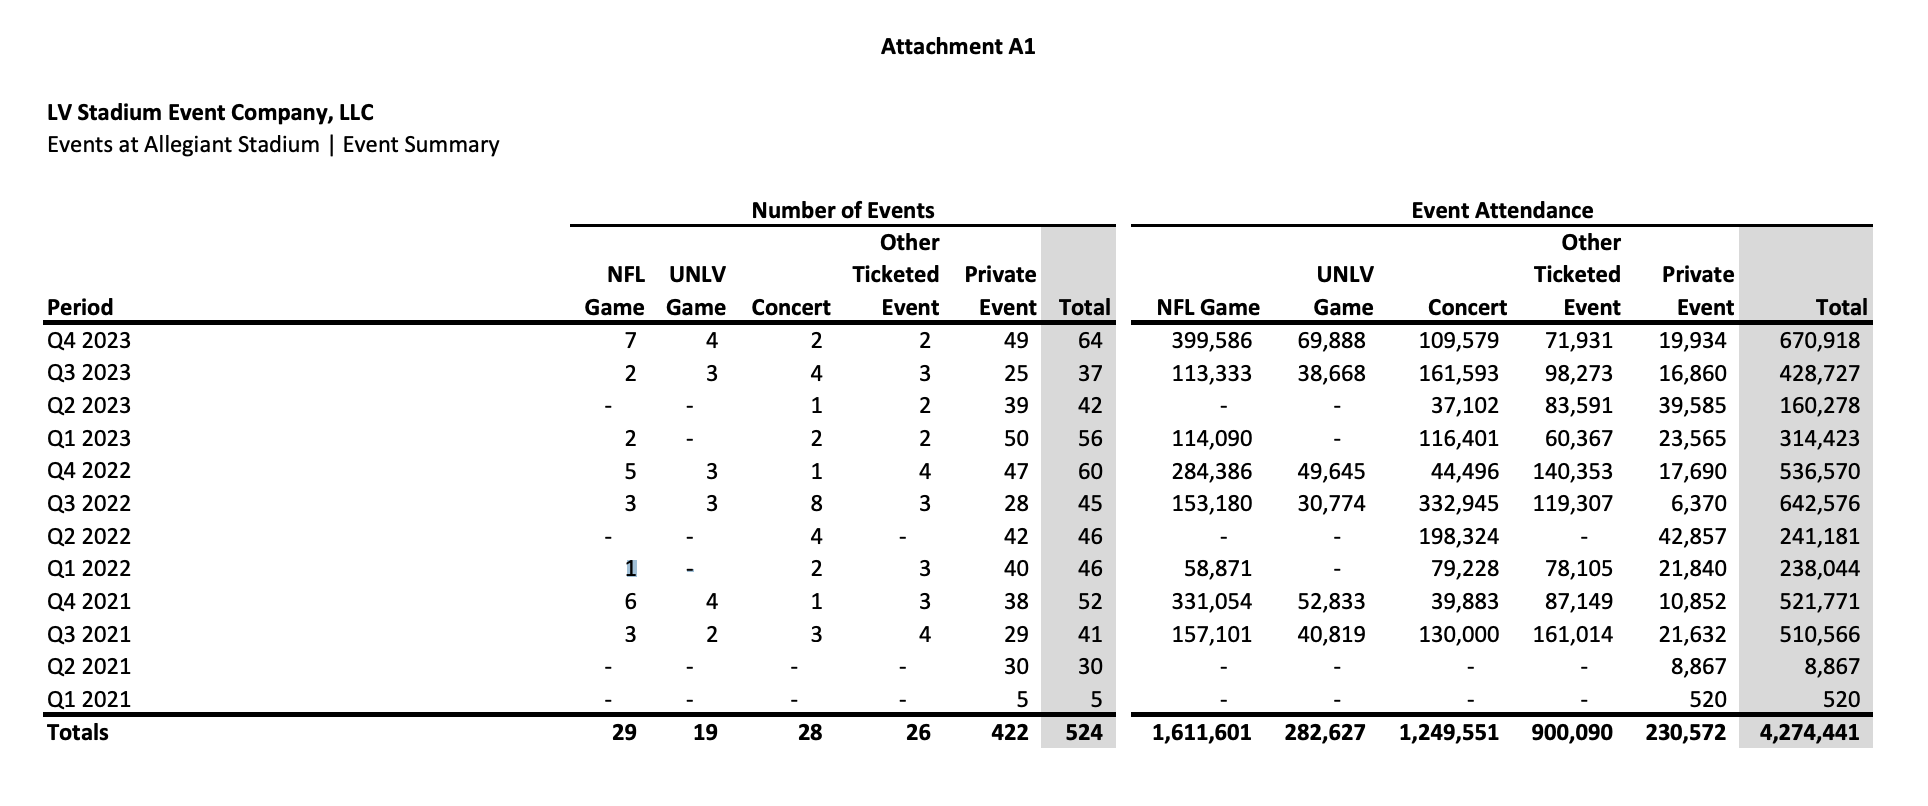 Attachment A1
LV Stadium Event Company, LLC
Events at Allegiant Stadium | Event Summary
Number of Events Event Attendance
Other Other
NFL UNLV Ticketed Private UNLV Ticketed Private
Period Game Game Concert Event Event Total NFL Game Game Concert Event Event Total
Q4 2023 7 4 2 2 49 64 399,586 69,888 109,579 71,931 19,934 670,918
Q3 2023 2 3 4 3 25 37 113,333 38,668 161,593 98,273 16,860 428,727
Q2 2023 - - 1 2 39 42 - - 37,102 83,591 39,585 160,278
Q1 2023 2 - 2 2 50 56 114,090 - 116,401 60,367 23,565 314,423
Q4 2022 5 3 1 4 47 60 284,386 49,645 44,496 140,353 17,690 536,570
Q3 2022 3 3 8 3 28 45 153,180 30,774 332,945 119,307 6,370 642,576
Q2 2022 - - 4 - 42 46 - - 198,324 - 42,857 241,181
Q1 2022 1 - 2 3 40 46 58,871 - 79,228 78,105 21,840 238,044
Q4 2021 6 4 1 3 38 52 331,054 52,833 39,883 87,149 10,852 521,771
Q3 2021 3 2 3 4 29 41 157,101 40,819 130,000 161,014 21,632 510,566
Q2 2021 - - - - 30 30 - - - - 8,867 8,867
Q1 2021 - - - - 5 5 - - - - 520 520
Totals 29 19 28 26 422 524 1,611,601 282,627 1,249,551 900,090 230,572 4,274,441